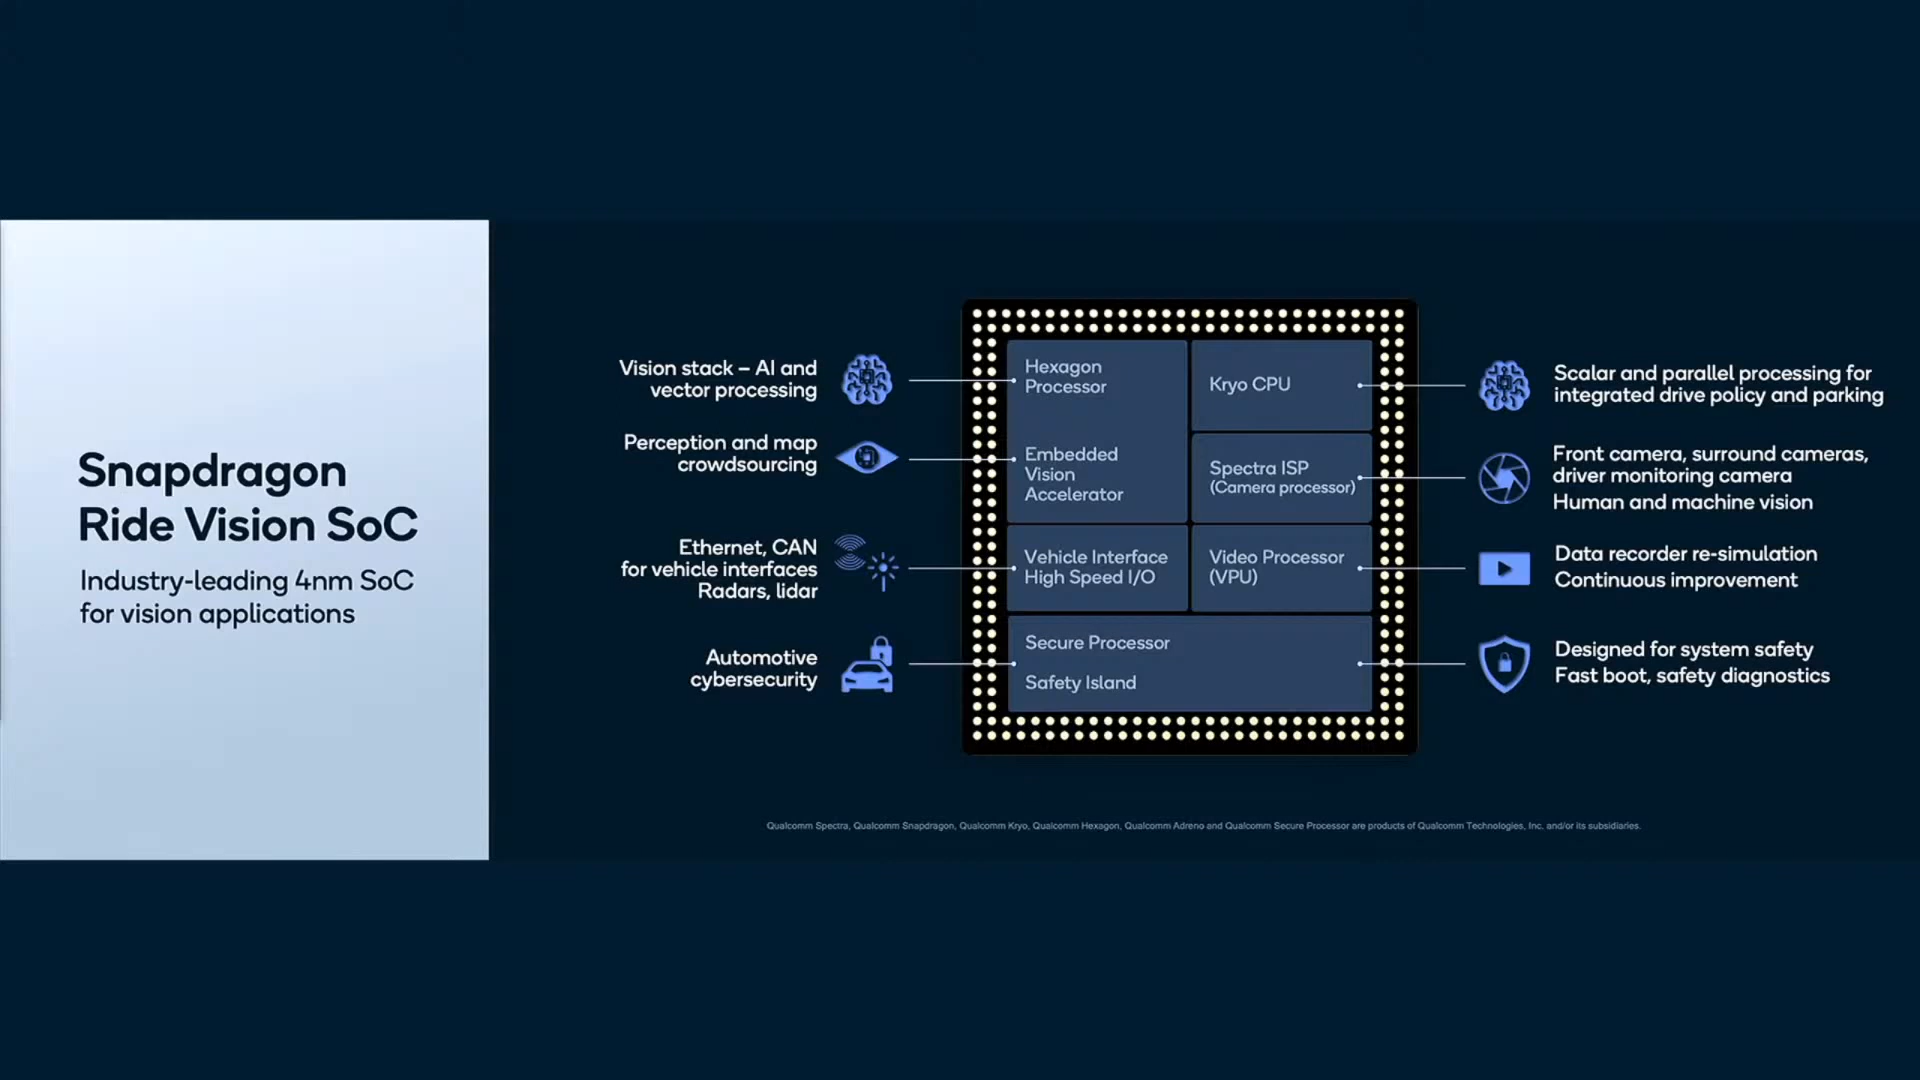 Snapdragon
Ride Vision SoC
Industry-leading 4nm SoC
for vision applications
Vision stack – AI and
vector processing
Perception and map
crowdsourcing
Ethernet, CAN
for vehicle interfaces
Radars, lidar
Automotive
cybersecurity
Hexagon
Processor
Embedded
Vision
Accelerator
Kryo CPU
Spectra ISP
(Camera processor)
Vehicle Interface
High Speed I/O
Video Processor
(VPU)
Secure Processor
Safety Island
Scalar and parallel processing for
integrated drive policy and parking
Front camera, surround cameras,
driver monitoring camera
Human and machine vision
Data recorder re-simulation
Continuous improvement
Designed for system safety
Fast boot, safety diagnostics
Qualcomm Spectra, Qualcomm Snapdragon, Qualcomm Kryo, Qualcomm Hexagon, Qualcomm Adreno and Qualcomm Secure Processor are products of Qualcomm Technologies, Inc. and/or its subsidiaries.